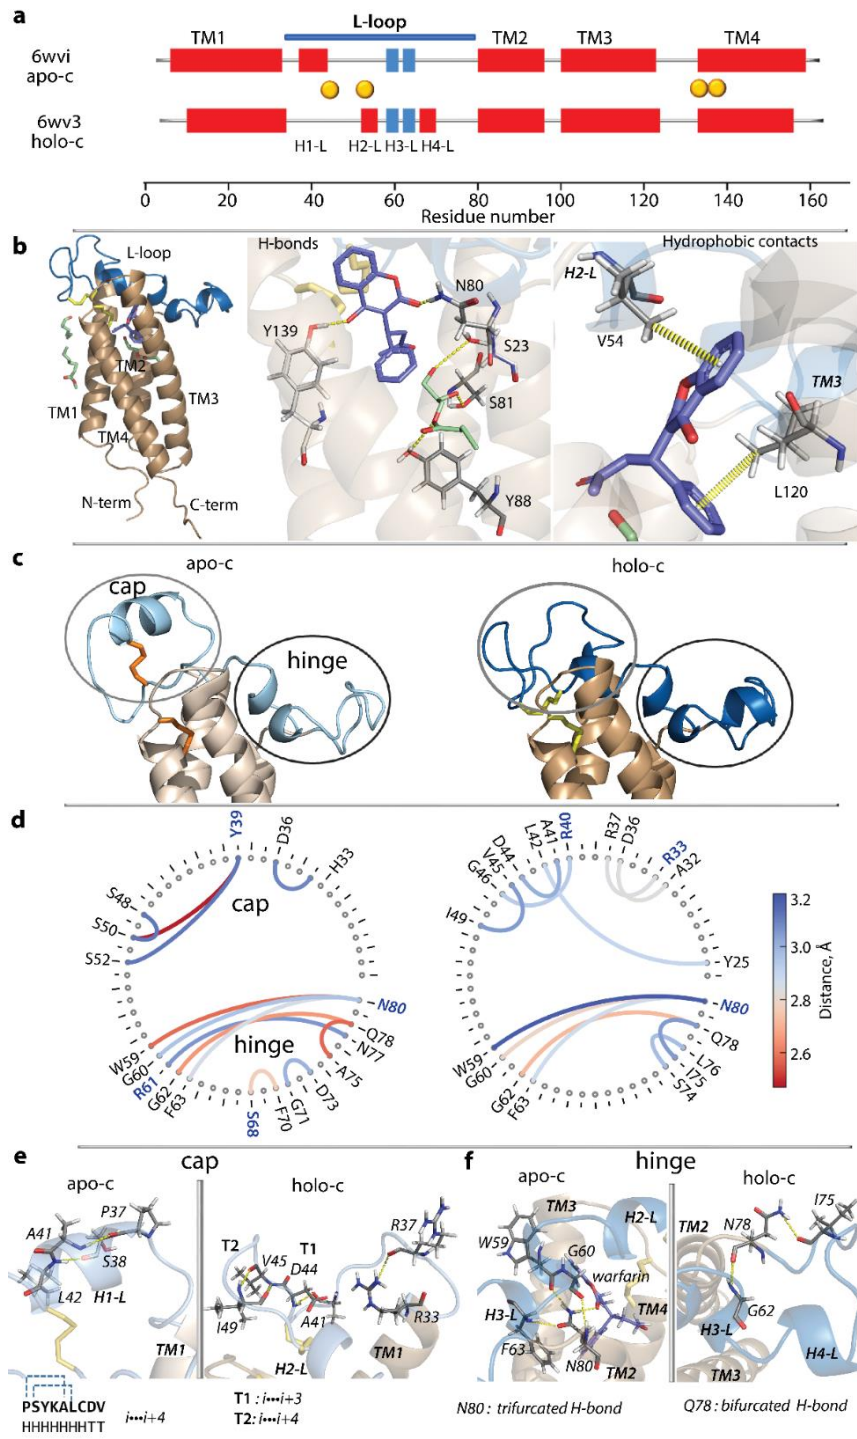 a
L-loop
TM1
TM2
TM3
TM4
6wvi
apo-c
6wv3
holo-c
H1-L
H2-L
H3-L
H4-L
0
20
40
60
80
100
120
140
160
Residue number
b
L-loop
TM2
TM1
TM3
TM4
N-term
C-term
H-bonds
N80
Y139
S23
S81
Y88
Hydrophobic contacts
H2-L
V54
TM3
L120
c
apo-c
holo-c
cap
hinge
d
Y39
D36
H33
S48
S50
S52
cap
N80
Q78
N77
A75
D73
G71
F70
S68
F63
G62
R61
G60
W59
hinge
R40
A41
L42
D44
V45
G46
I49
R37
D36
R33
A32
Y25
N80
Q78
L76
I75
S74
F63
G62
G60
W59
3.2
3.0
2.8
2.6
Distance, Å
e
cap
apo-c
holo-c
A41
P37
S38
L42
H1-L
TM1
R37
V45
T2
T1
D44
I49
A41
R33
H2-L
TM1
PSYKALCDV
HHHHHHHTT
i•••i+4
T1 : i•••i+3
T2: i•••i+4
f
hinge
apo-c
holo-c
TM3
H2-L
W59
G60
warfarin
TM4
H3-L
F63
N80
TM2
I75
N78
TM2
G62
H3-L
H4-L
TM3
N80 : trifurcated H-bond
Q78 : bifurcated H-bond